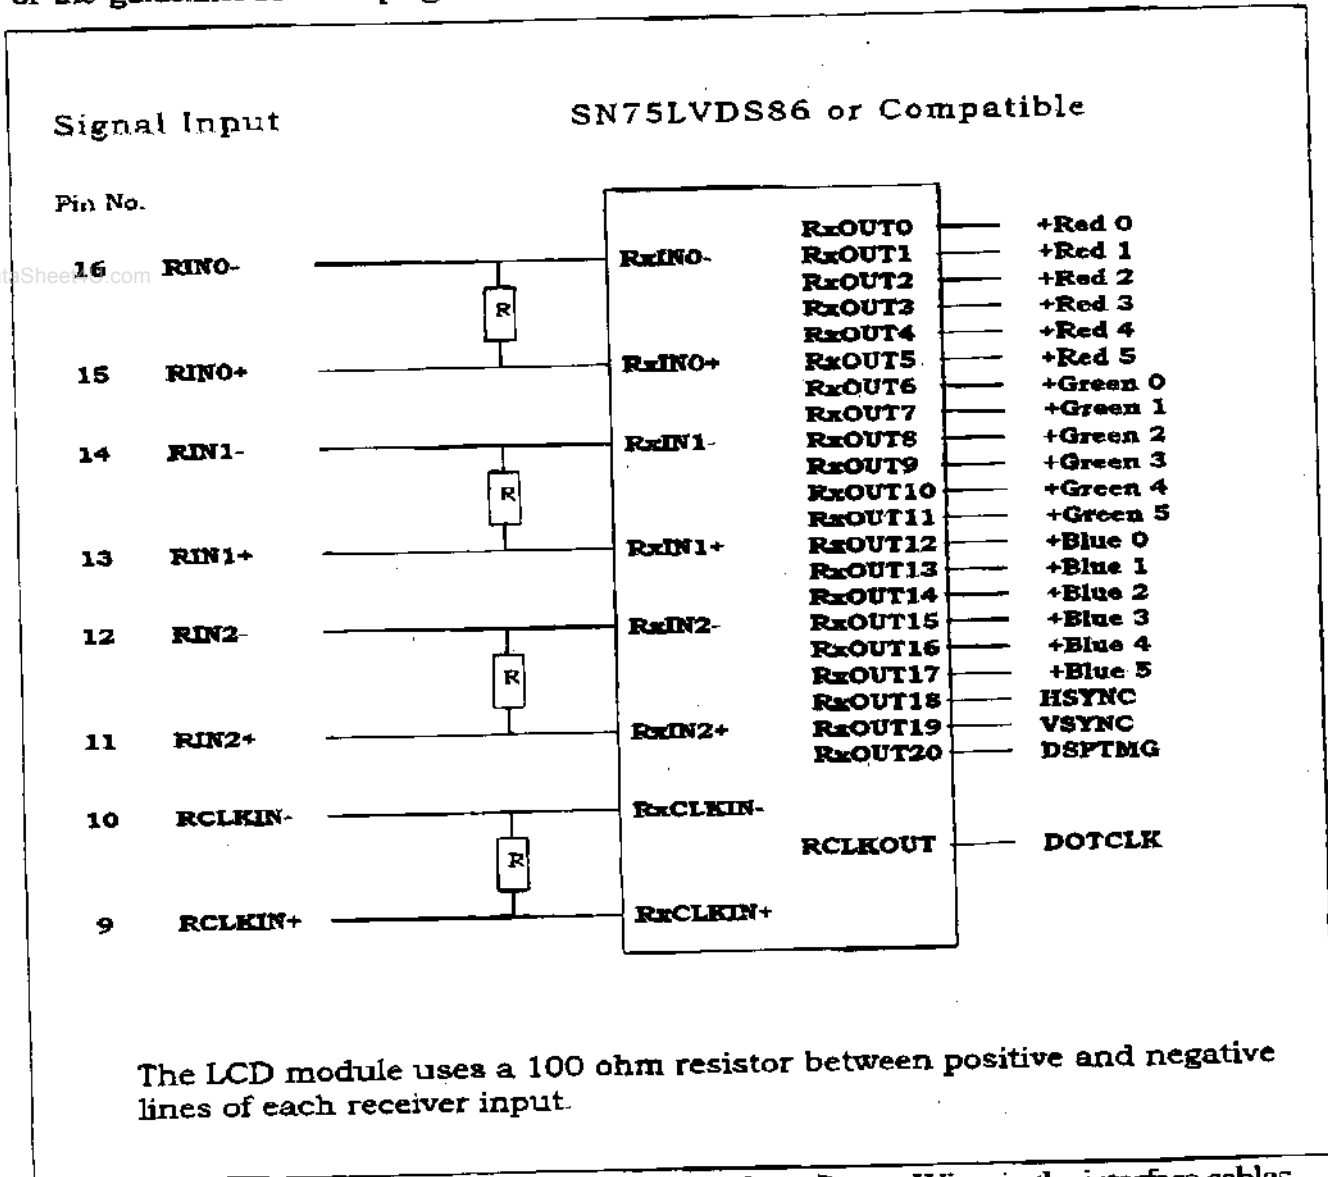 Signal Input
SN75LVDS86 or Compatible
Pin No.
16 RIN0- RxIN0-
15 RIN0+ RxIN0+
14 RIN1- RxIN1-
13 RIN1+ RxIN1+
12 RIN2- RxIN2-
11 RIN2+ RxIN2+
10 RCLKIN- RxCLKIN-
9 RCLKIN+ RxCLKIN+
R
R
R
R
RxOUT0 +Red 0
RxOUT1 +Red 1
RxOUT2 +Red 2
RxOUT3 +Red 3
RxOUT4 +Red 4
RxOUT5 +Red 5
RxOUT6 +Green 0
RxOUT7 +Green 1
RxOUT8 +Green 2
RxOUT9 +Green 3
RxOUT10 +Green 4
RxOUT11 +Green 5
RxOUT12 +Blue 0
RxOUT13 +Blue 1
RxOUT14 +Blue 2
RxOUT15 +Blue 3
RxOUT16 +Blue 4
RxOUT17 +Blue 5
RxOUT18 HSYNC
RxOUT19 VSYNC
RxOUT20 DSPTMG
RCLKOUT DOTCLK
The LCD module uses a 100 ohm resistor between positive and negative
lines of each receiver input.
the interface cables